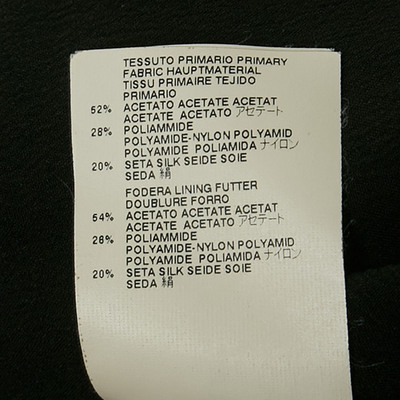 TESSUTO PRIMARIO PRIMARY
FABRIC HAUPTMATERIAL
TISSU PRIMAIRE TEJIDO
PRIMARIO
52% ACETATO ACETATE ACETAT
ACETATE ACETATO アセテート
28% POLIAMMIDE
POLYAMIDE-NYLON POLYAMID
POLYAMIDE POLIAMIDA ナイロン
20% SETA SILK SEIDE SOIE
SEDA 絹
FODERA LINING FUTTER
DOUBLURE FORRO
54% ACETATO ACETATE ACETAT
ACETATE ACETATO アセテート
26% POLIAMMIDE
POLYAMIDE-NYLON POLYAMID
POLYAMIDE POLIAMIDA ナイロン
20% SETA SILK SEIDE SOIE
SEDA 絹